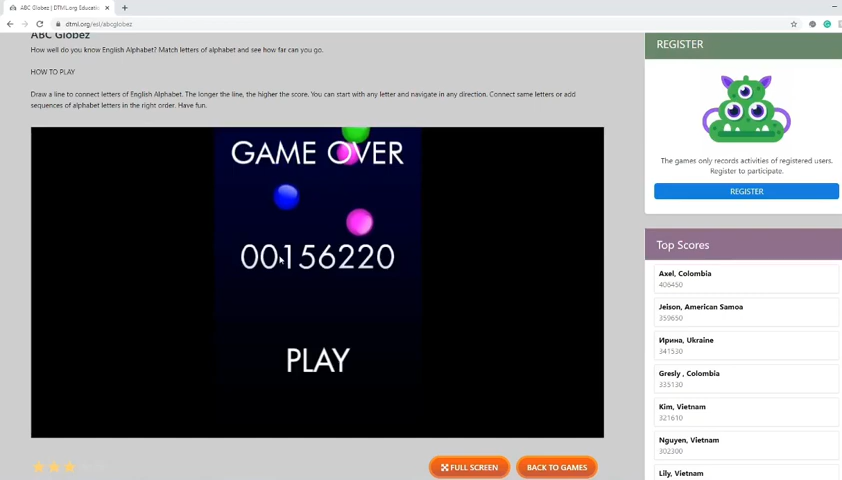 ABC Globez | DTML.org Educatio
dtml.org/esl/abcglobez
ABC Globez
How well do you know English Alphabet? Match letters of alphabet and see how far can you go.
HOW TO PLAY
Draw a line to connect letters of English Alphabet. The longer the line, the higher the score. You can start with any letter and navigate in any direction. Connect same letters or add
sequences of alphabet letters in the right order. Have fun.
GAME OVER
00156220
PLAY
FULL SCREEN
BACK TO GAMES
REGISTER
The games only records activities of registered users.
Register to participate.
REGISTER
Top Scores
Axel, Colombia
406450
Jeison, American Samoa
359650
Ирина, Ukraine
341530
Gresly , Colombia
335130
Kim, Vietnam
321610
Nguyen, Vietnam
302300
Lily, Vietnam